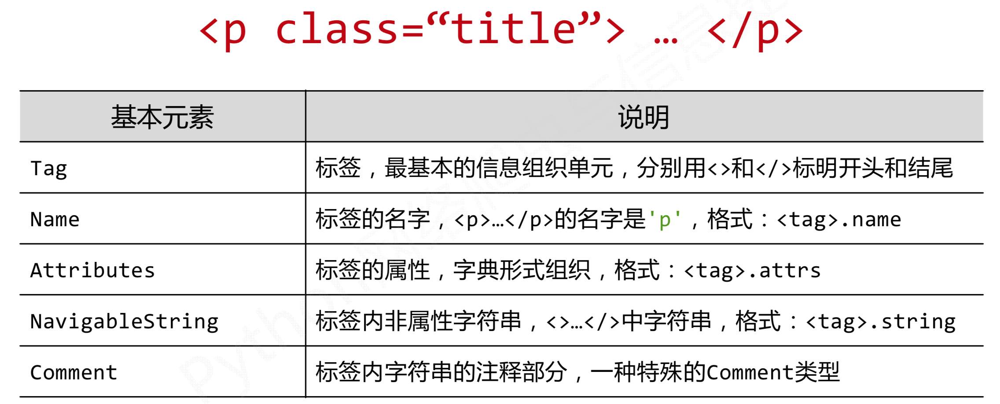 <p class=“title”> … </p>
基本元素 说明
Tag 标签，最基本的信息组织单元，分别用<>和</>标明开头和结尾
Name 标签的名字，<p>…</p>的名字是'p'，格式：<tag>.name
Attributes 标签的属性，字典形式组织，格式：<tag>.attrs
NavigableString 标签内非属性字符串，<>…</>中字符串，格式：<tag>.string
Comment 标签内字符串的注释部分，一种特殊的Comment类型